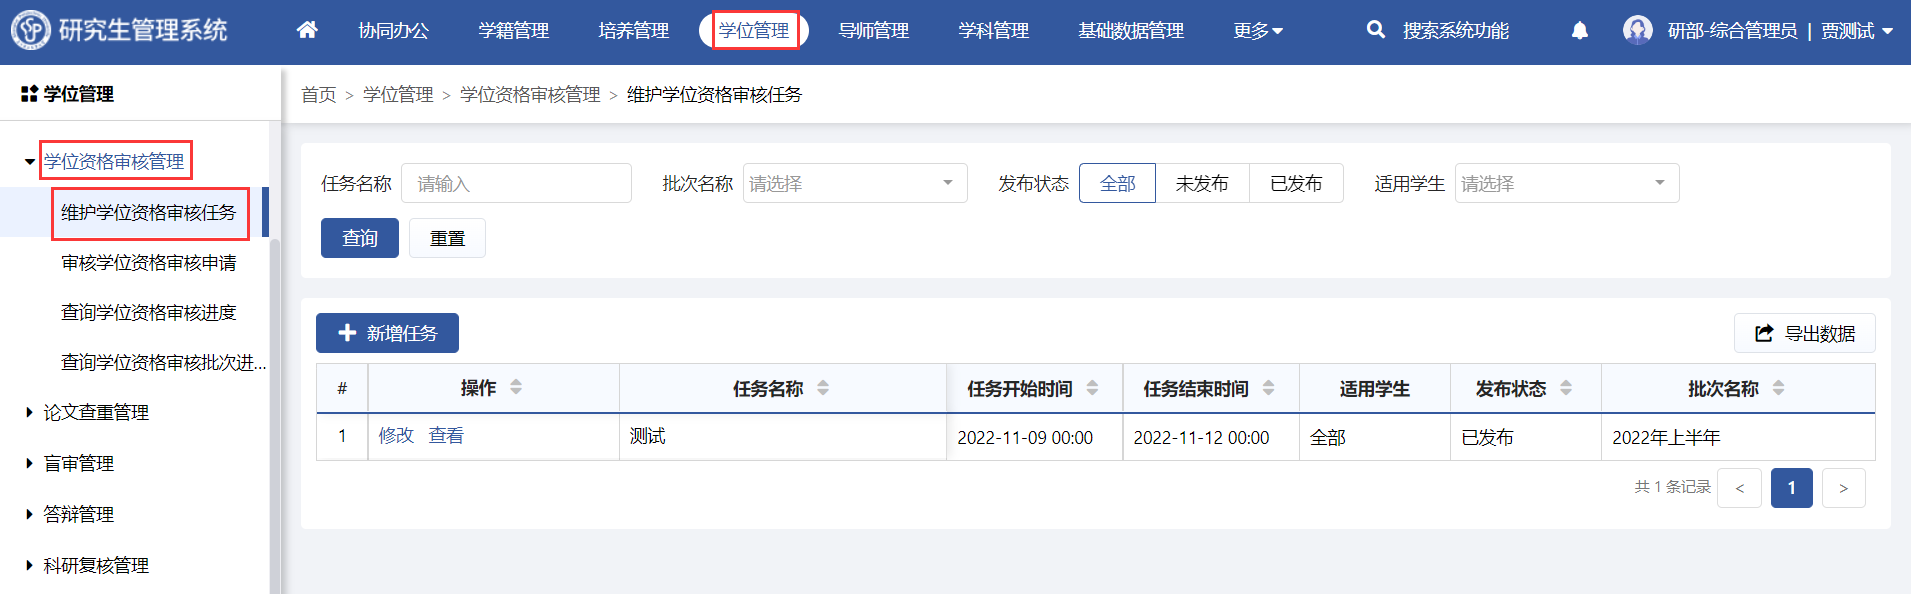 研究生管理系统 协同办公 学籍管理 培养管理 学位管理 导师管理 学科管理 基础数据管理 更多 搜索系统功能 研部-综合管理员 | 贾测试
学位管理
首页 > 学位管理 > 学位资格审核管理 > 维护学位资格审核任务
学位资格审核管理
维护学位资格审核任务
审核学位资格审核申请
查询学位资格审核进度
查询学位资格审核批次进...
论文查重管理
盲审管理
答辩管理
科研复核管理
任务名称 请输入 批次名称 请选择 发布状态 全部 未发布 已发布 适用学生 请选择
查询 重置
新增任务 导出数据
# 操作 任务名称 任务开始时间 任务结束时间 适用学生 发布状态 批次名称
1 修改 查看 测试 2022-11-09 00:00 2022-11-12 00:00 全部 已发布 2022年上半年
共 1 条记录 < 1 >